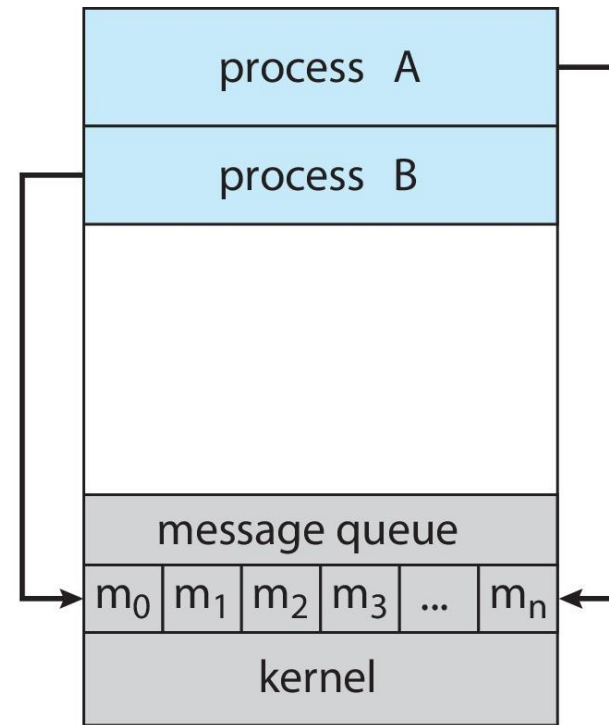 process A
process B
message queue
m₀ m₁ m₂ m₃ ... mₙ
kernel